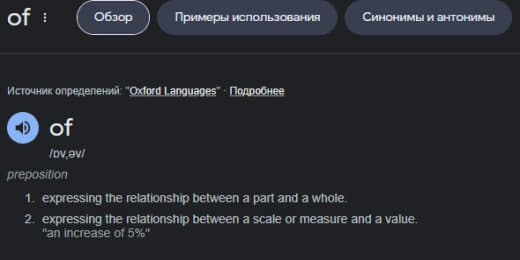 of Обзор Примеры использования Синонимы и антонимы
Источник определений: "Oxford Languages" · Подробнее
of
/ɒv,əv/
preposition
1. expressing the relationship between a part and a whole.
2. expressing the relationship between a scale or measure and a value.
"an increase of 5%"